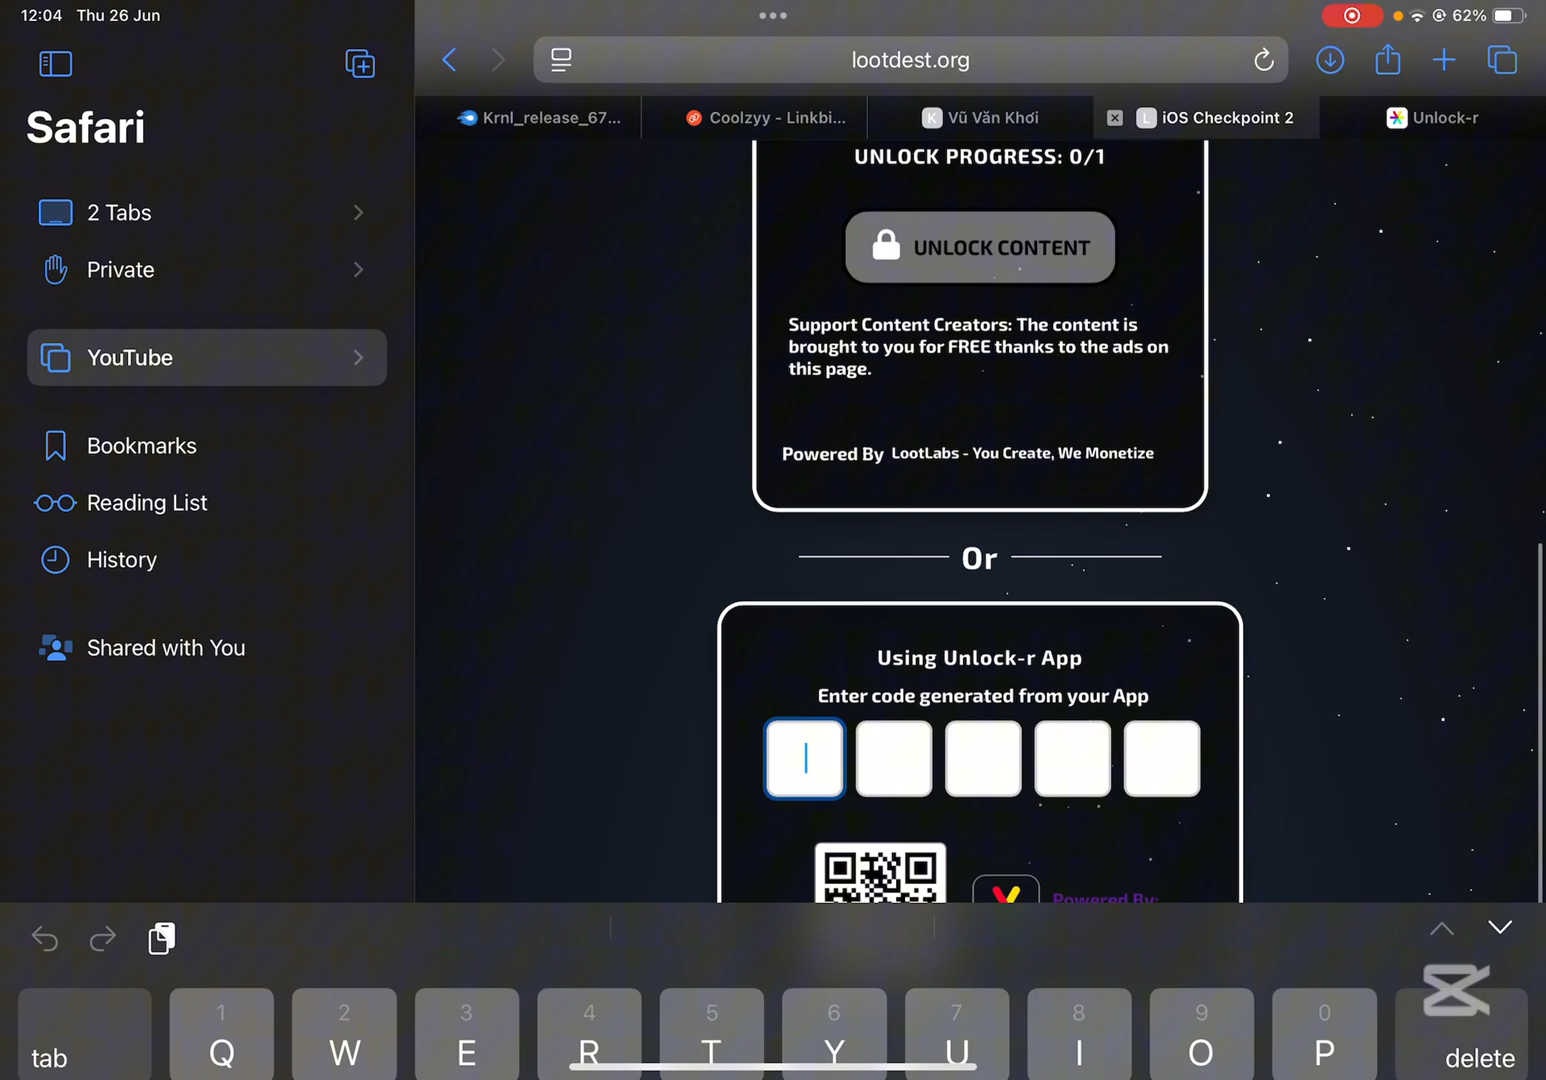 12:04 Thu 26 Jun
62%
lootdest.org
Krnl_release_67...
Coolzyy - Linkbi...
K Vũ Văn Khơi
L iOS Checkpoint 2
Unlock-r
Safari
2 Tabs
Private
YouTube
Bookmarks
Reading List
History
Shared with You
UNLOCK PROGRESS: 0/1
UNLOCK CONTENT
Support Content Creators: The content is
brought to you for FREE thanks to the ads on
this page.
Powered By LootLabs - You Create, We Monetize
Or
Using Unlock-r App
Enter code generated from your App
Powered By:
1 2 3 4 5 6 7 8 9 0
tab Q W E R T Y U I O P delete